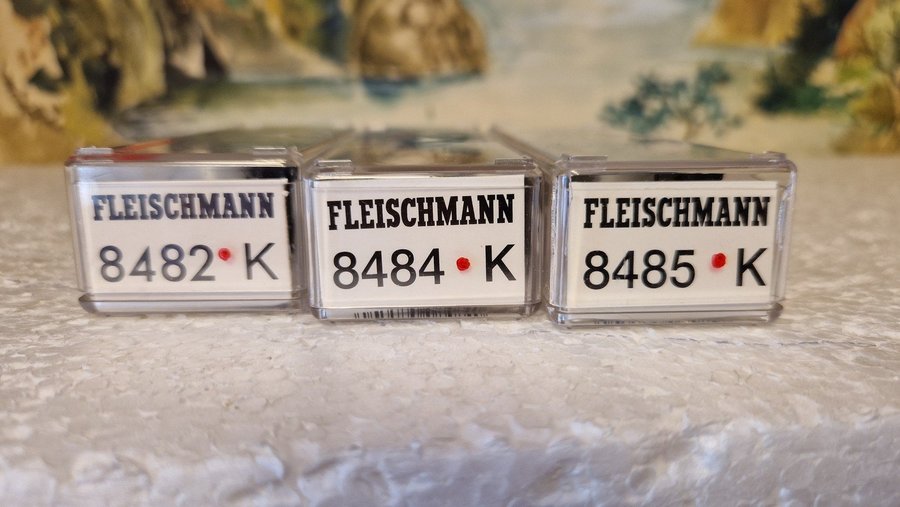 FLEISCHMANN
8482 • K
FLEISCHMANN
8484 • K
FLEISCHMANN
8485 • K